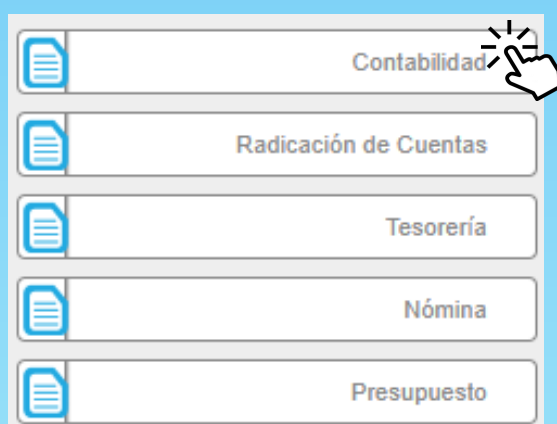 Contabilidad
Radicación de Cuentas
Tesorería
Nómina
Presupuesto